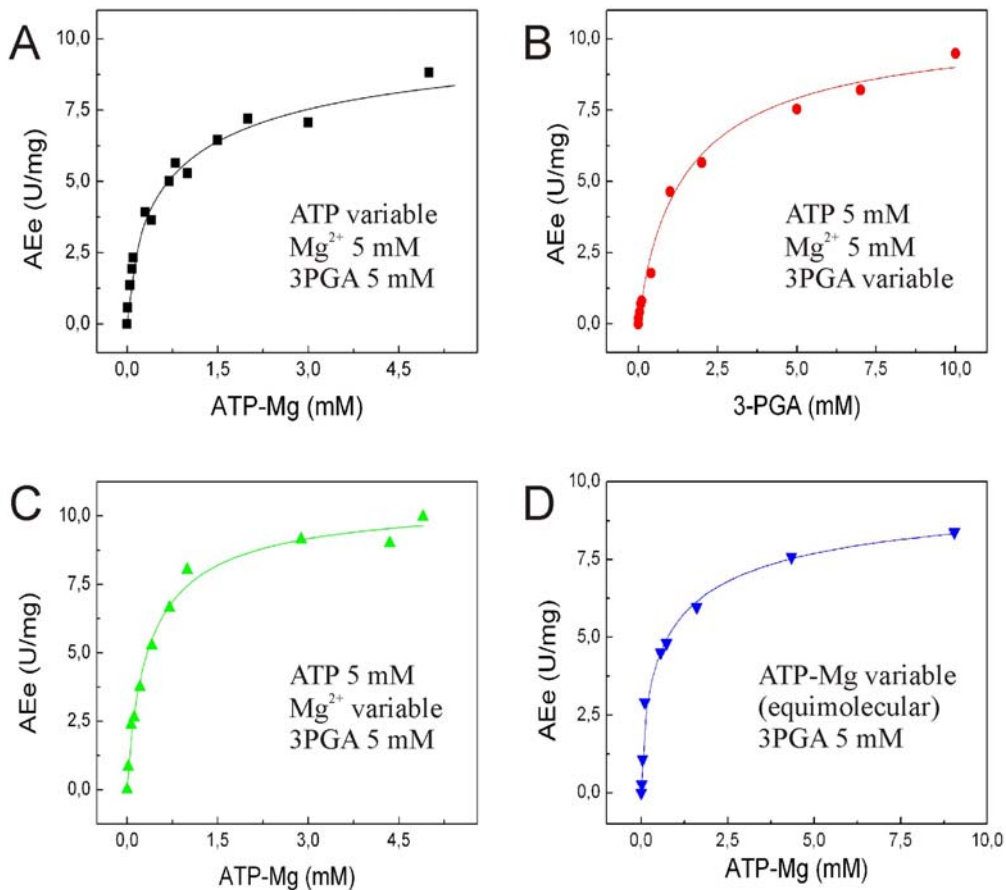 A
10,0
7,5
5,0
2,5
0,0
AEe (U/mg)
ATP variable
Mg²⁺ 5 mM
3PGA 5 mM
0,0 1,5 3,0 4,5
ATP-Mg (mM)
B
10,0
7,5
5,0
2,5
0,0
AEe (U/mg)
ATP 5 mM
Mg²⁺ 5 mM
3PGA variable
0,0 2,5 5,0 7,5 10,0
3-PGA (mM)
C
10,0
7,5
5,0
2,5
0,0
AEe (U/mg)
ATP 5 mM
Mg²⁺ variable
3PGA 5 mM
0,0 1,5 3,0 4,5
ATP-Mg (mM)
D
10,0
7,5
5,0
2,5
0,0
AEe (U/mg)
ATP-Mg variable
(equimolecular)
3PGA 5 mM
0,0 2,5 5,0 7,5 10,0
ATP-Mg (mM)